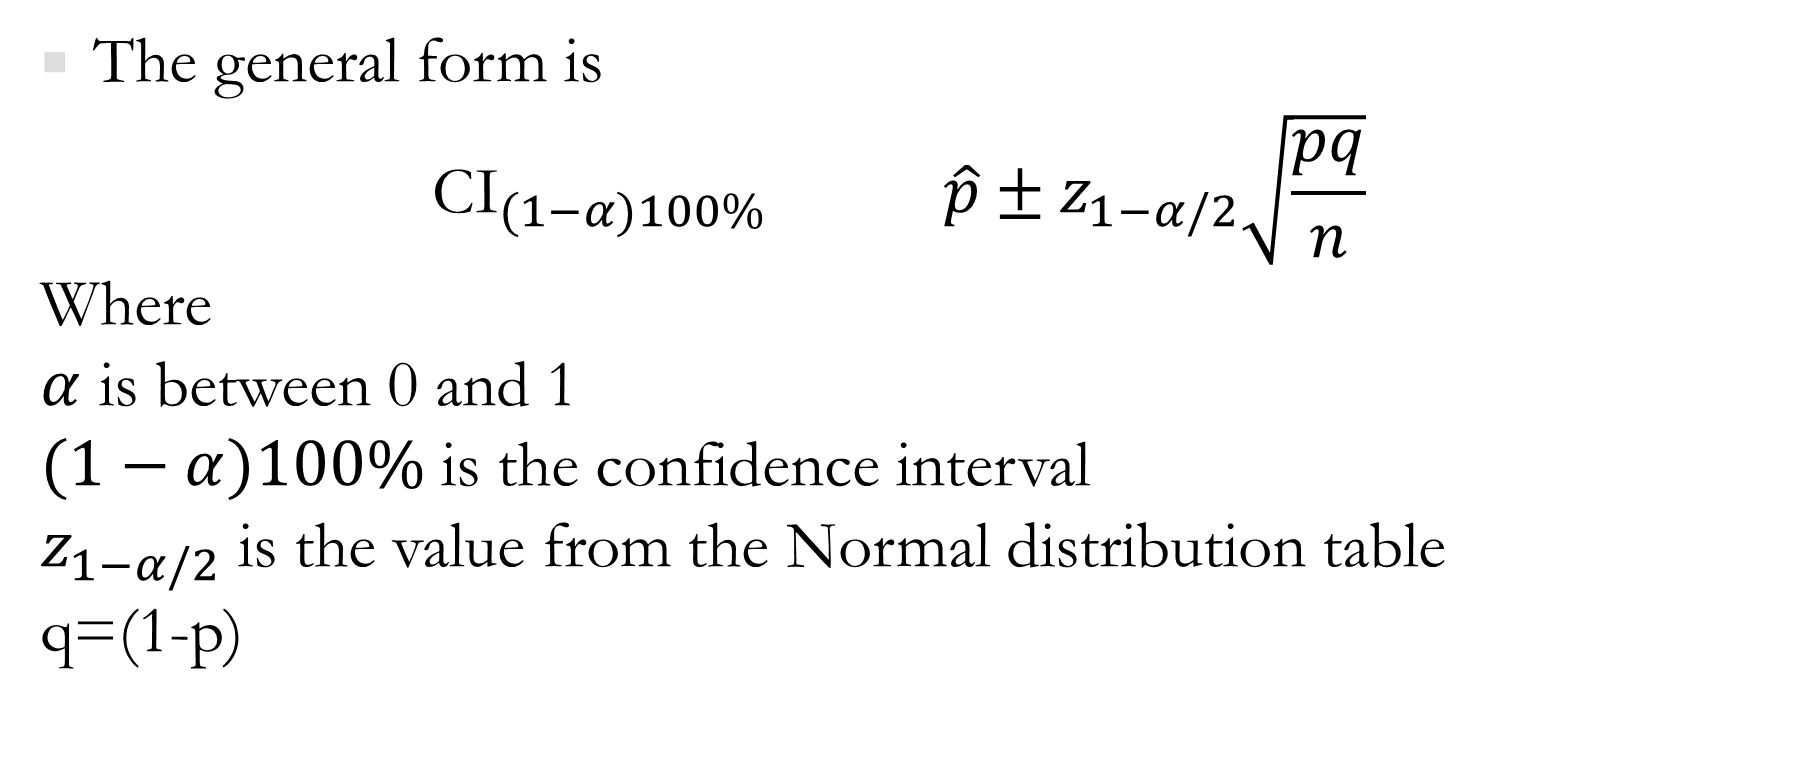 ▪ The general form is
CI₍₁₋α₎₁₀₀% p̂ ± z₁₋α/₂ √(pq/n)
Where
α is between 0 and 1
(1 − α)100% is the confidence interval
z₁₋α/₂ is the value from the Normal distribution table
q=(1-p)